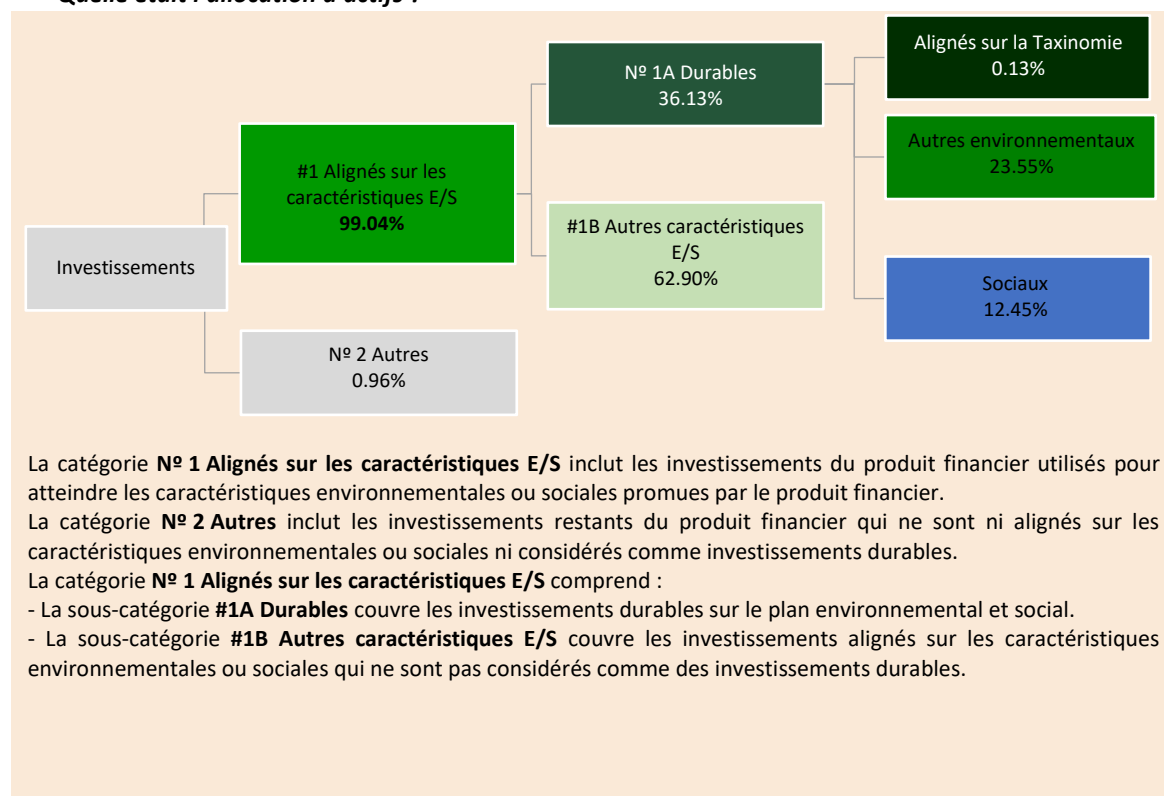 Quelle était l'allocation d'actifs ?
Alignés sur la Taxinomie
0.13%
Nº 1A Durables
36.13%
Autres environnementaux
23.55%
#1 Alignés sur les
caractéristiques E/S
99.04%
#1B Autres caractéristiques
E/S
62.90%
Investissements
Sociaux
12.45%
Nº 2 Autres
0.96%
La catégorie Nº 1 Alignés sur les caractéristiques E/S inclut les investissements du produit financier utilisés pour
atteindre les caractéristiques environnementales ou sociales promues par le produit financier.
La catégorie Nº 2 Autres inclut les investissements restants du produit financier qui ne sont ni alignés sur les
caractéristiques environnementales ou sociales ni considérés comme investissements durables.
La catégorie Nº 1 Alignés sur les caractéristiques E/S comprend :
- La sous-catégorie #1A Durables couvre les investissements durables sur le plan environnemental et social.
- La sous-catégorie #1B Autres caractéristiques E/S couvre les investissements alignés sur les caractéristiques
environnementales ou sociales qui ne sont pas considérés comme des investissements durables.